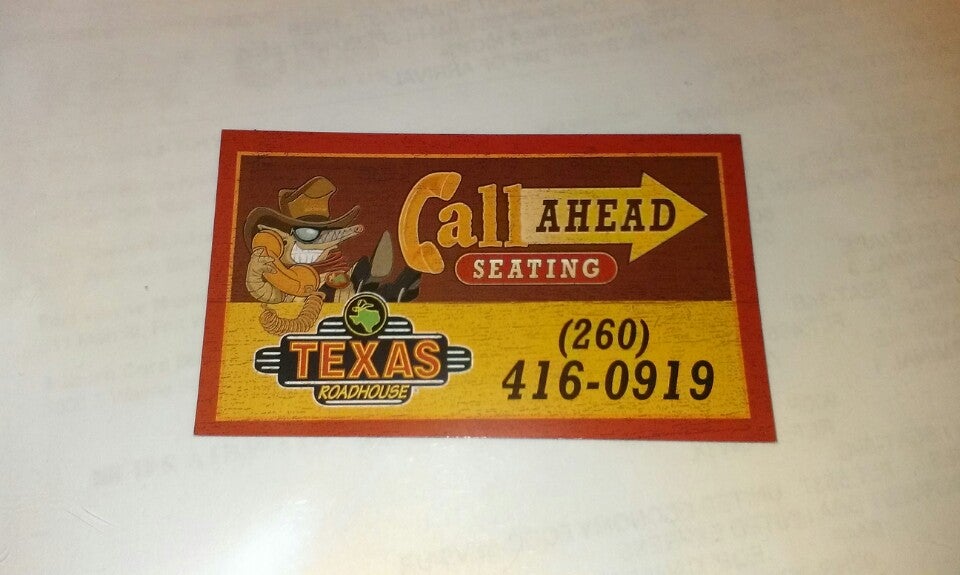 Call AHEAD
SEATING
TEXAS
ROADHOUSE
(260)
416-0919